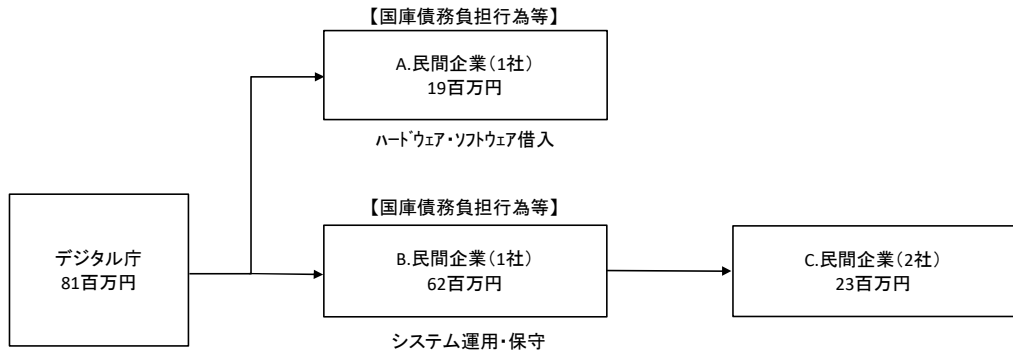 【国庫債務負担行為等】
A.民間企業（1社）
19百万円
ﾊｰﾄﾞｳｪｱ・ｿﾌﾄｳｪｱ借入
【国庫債務負担行為等】
デジタル庁
81百万円
B.民間企業（1社）
62百万円
C.民間企業（2社）
23百万円
システム運用・保守